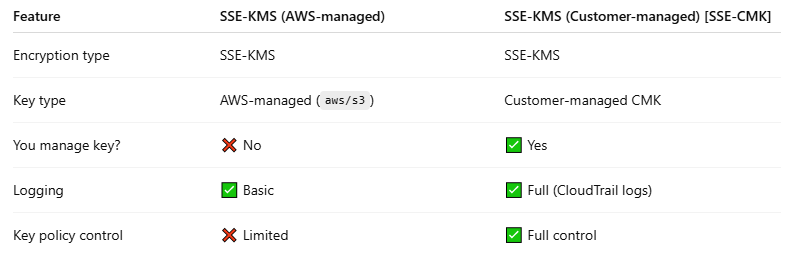 Feature SSE-KMS (AWS-managed) SSE-KMS (Customer-managed) [SSE-CMK]
Encryption type SSE-KMS SSE-KMS
Key type AWS-managed (aws/s3) Customer-managed CMK
You manage key? ❌ No ✅ Yes
Logging ✅ Basic ✅ Full (CloudTrail logs)
Key policy control ❌ Limited ✅ Full control